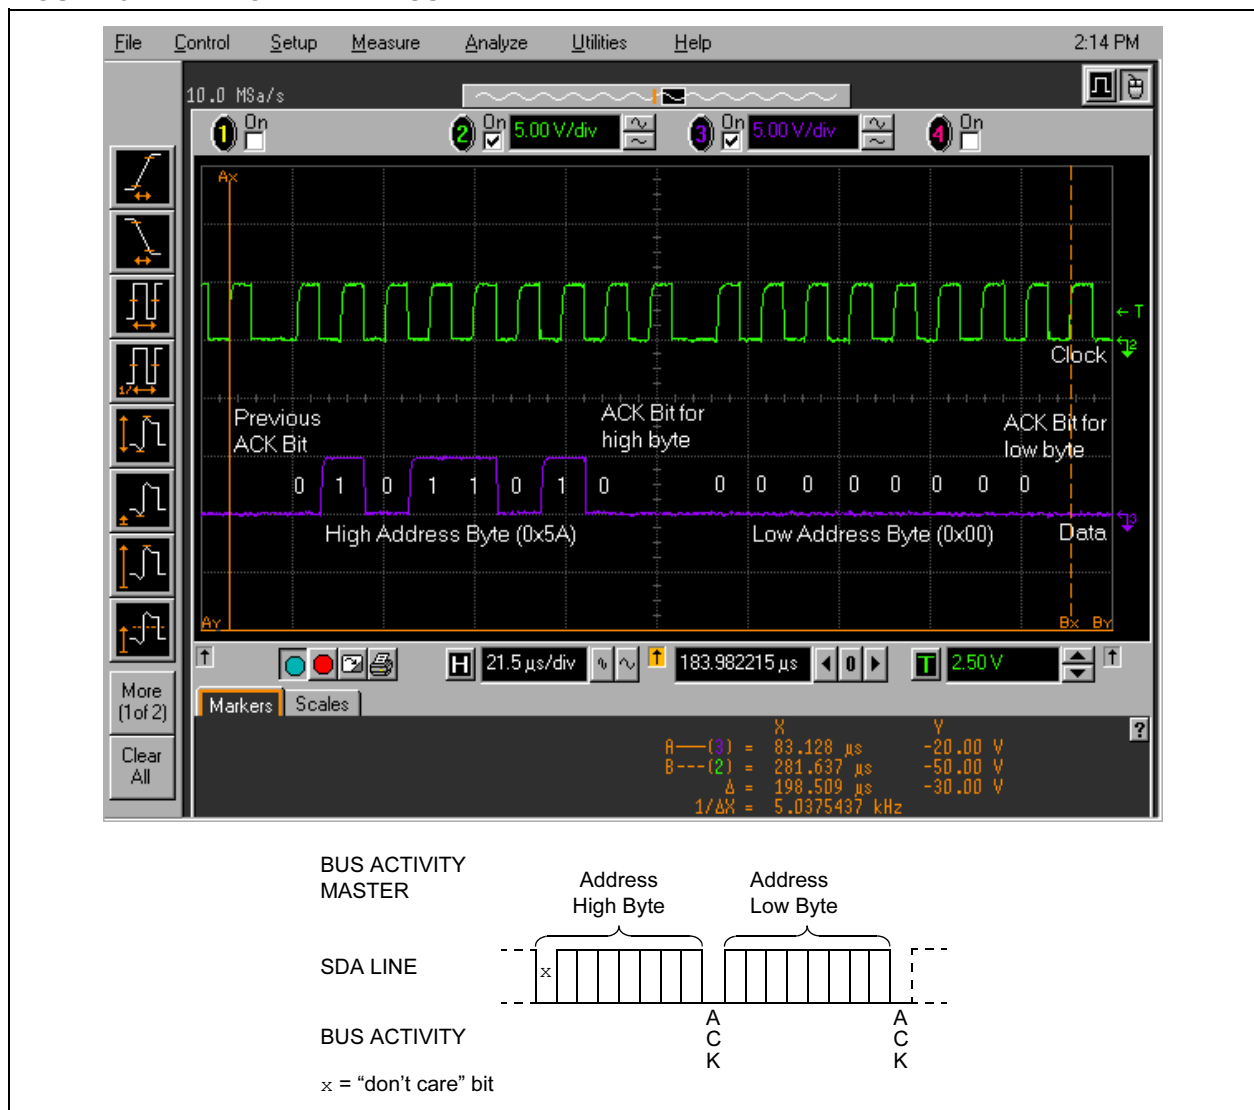 File Control Setup Measure Analyze Utilities Help 2:14 PM
10.0 MSa/s
1 On 2 On 5.00 V/div 3 On 5.00 V/div 4 On
Ax
T
2
Clock
Previous
ACK Bit
ACK Bit for
high byte
ACK Bit for
low byte
0 1 0 1 1 0 1 0 0 0 0 0 0 0 0 0
3
High Address Byte (0x5A) Low Address Byte (0x00) Data
Ay Bx By
H 21.5 µs/div 183.982215 µs 0 T 2.50 V
More
(1of 2)
Clear
All
Markers Scales
?
X Y
A——(3) = 83.128 µs -20.00 V
B---(2) = 281.637 µs -50.00 V
Δ = 198.509 µs -30.00 V
1/ΔX = 5.0375437 kHz
BUS ACTIVITY
MASTER
Address
High Byte
Address
Low Byte
SDA LINE
x
BUS ACTIVITY
A
C
K
A
C
K
x = “don’t care” bit